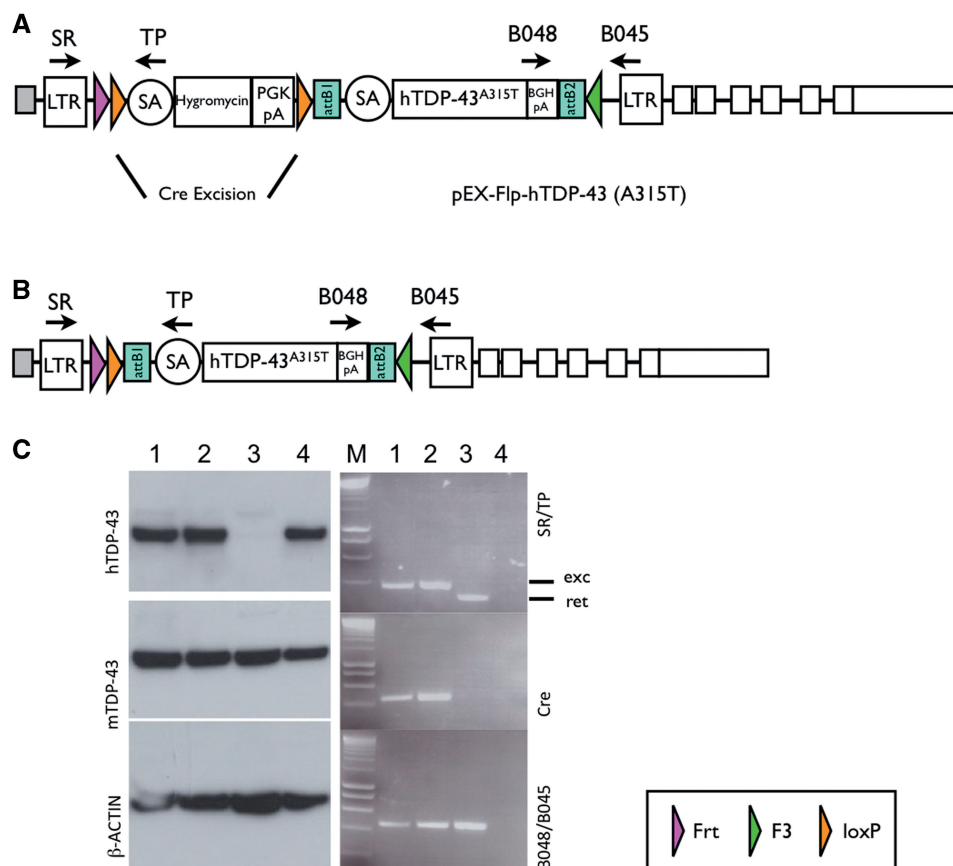 A
SR TP B048 B045
LTR SA Hygromycin PGK pA attB1 SA hTDP-43A315T BGH pA attB2 LTR
Cre Excision pEX-Flp-hTDP-43 (A315T)
B
SR TP B048 B045
LTR attB1 SA hTDP-43A315T BGH pA attB2 LTR
C
1 2 3 4 M 1 2 3 4
hTDP-43
SR/TP
exc
ret
mTDP-43
Cre
β-ACTIN
B048/B045
Frt F3 loxP